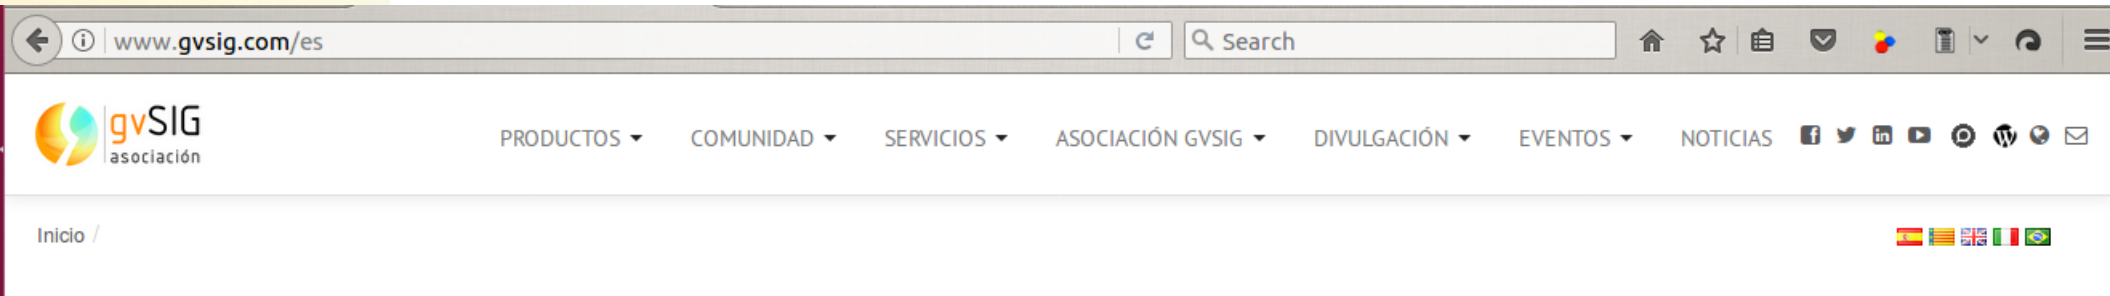 www.gvsig.com/es
Search
gvSIG
asociación
PRODUCTOS COMUNIDAD SERVICIOS ASOCIACIÓN GVSIG DIVULGACIÓN EVENTOS NOTICIAS
Inicio /